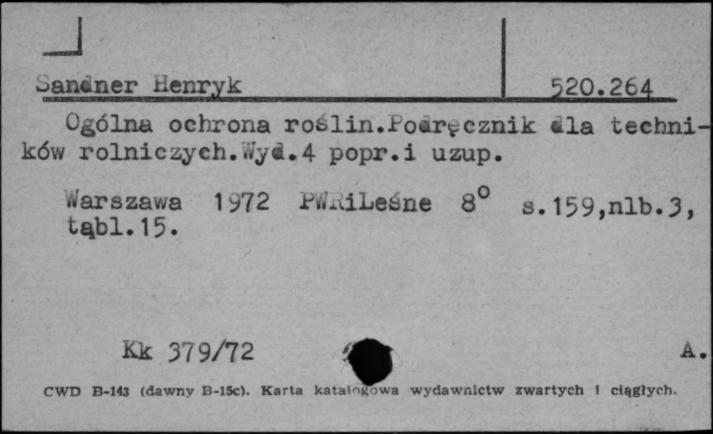 Sandner Henryk 520.264
Ogólna ochrona roślin.Podręcznik dla techni-
ków rolniczych.Wyd.4 popr.i uzup.
Warszawa 1972 PWRiLeśne 8° s.159,nlb.3,
tąbl.15.
Kk 379/72 A.
CWD B-143 (dawny B-15c). Karta katalogowa wydawnictw zwartych i ciągłych.